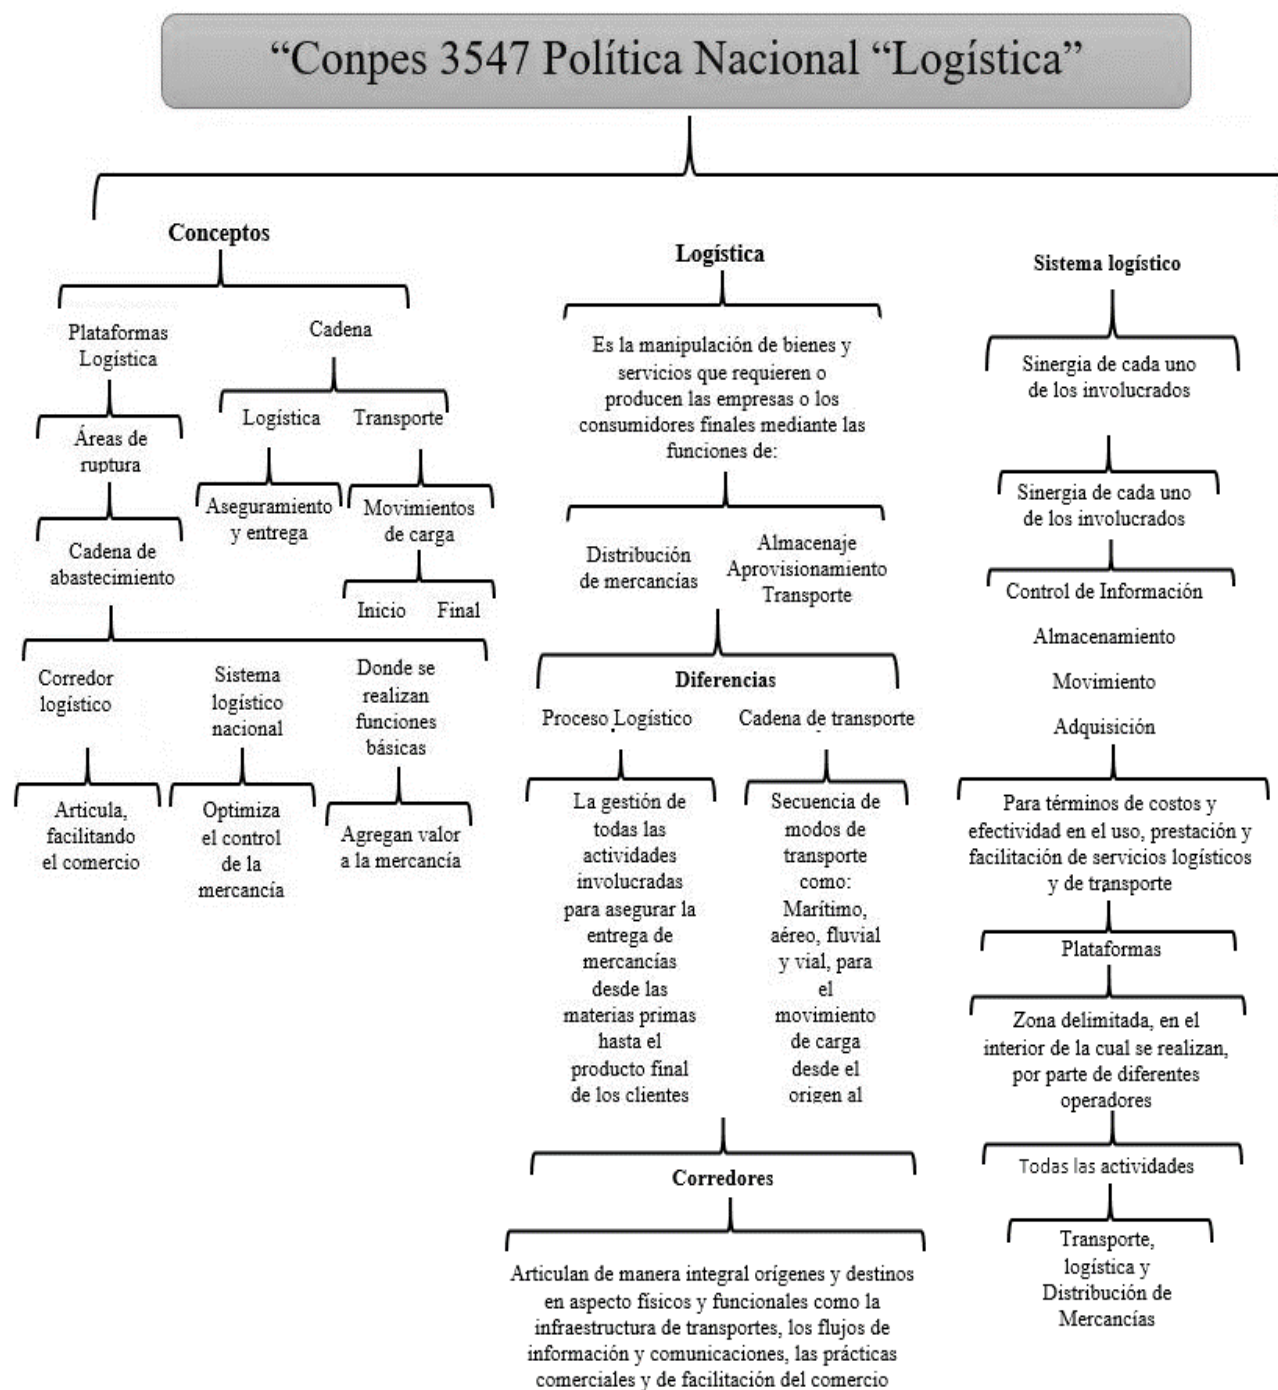 “Conpes 3547 Política Nacional “Logística”
Conceptos
Plataformas
Logística
Cadena
Áreas de
ruptura
Logística
Transporte
Cadena de
abastecimiento
Aseguramiento
y entrega
Movimientos
de carga
Inicio
Final
Corredor
logístico
Sistema
logístico
nacional
Donde se
realizan
funciones
básicas
Articula,
facilitando
el comercio
Optimiza
el control
de la
mercancía
Agregan valor
a la mercancía
Logística
Es la manipulación de bienes y
servicios que requieren o
producen las empresas o los
consumidores finales mediante las
funciones de:
Distribución
de mercancías
Almacenaje
Aprovisionamiento
Transporte
Diferencias
Proceso Logístico
Cadena de transporte
La gestión de
todas las
actividades
involucradas
para asegurar la
entrega de
mercancías
desde las
materias primas
hasta el
producto final
de los clientes
Secuencia de
modos de
transporte
como:
Marítimo,
aéreo, fluvial
y vial, para
el
movimiento
de carga
desde el
origen al
Corredores
Articulan de manera integral orígenes y destinos
en aspecto físicos y funcionales como la
infraestructura de transportes, los flujos de
información y comunicaciones, las prácticas
comerciales y de facilitación del comercio
Sistema logístico
Sinergia de cada uno
de los involucrados
Sinergia de cada uno
de los involucrados
Control de Información
Almacenamiento
Movimiento
Adquisición
Para términos de costos y
efectividad en el uso, prestación y
facilitación de servicios logísticos
y de transporte
Plataformas
Zona delimitada, en el
interior de la cual se realizan,
por parte de diferentes
operadores
Todas las actividades
Transporte,
logística y
Distribución de
Mercancías